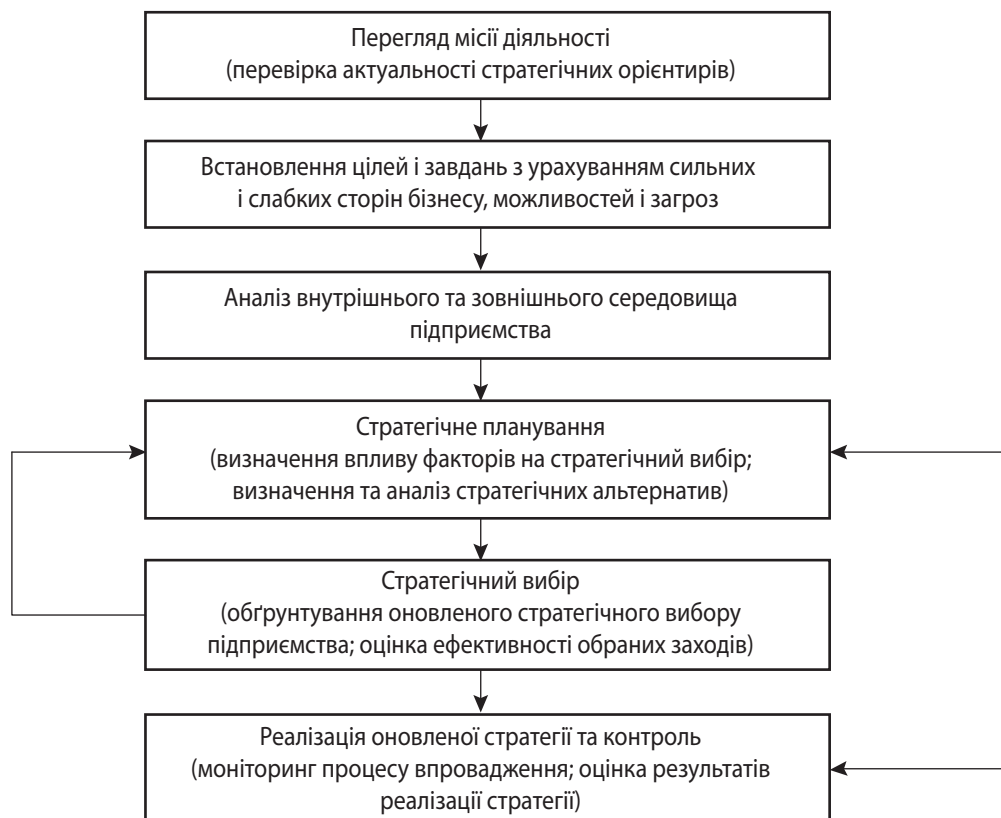 Перегляд місії діяльності
(перевірка актуальності стратегічних орієнтирів)
Встановлення цілей і завдань з урахуванням сильних
і слабких сторін бізнесу, можливостей і загроз
Аналіз внутрішнього та зовнішнього середовища
підприємства
Стратегічне планування
(визначення впливу факторів на стратегічний вибір;
визначення та аналіз стратегічних альтернатив)
Стратегічний вибір
(обґрунтування оновленого стратегічного вибору
підприємства; оцінка ефективності обраних заходів)
Реалізація оновленої стратегії та контроль
(моніторинг процесу впровадження; оцінка результатів
реалізації стратегії)